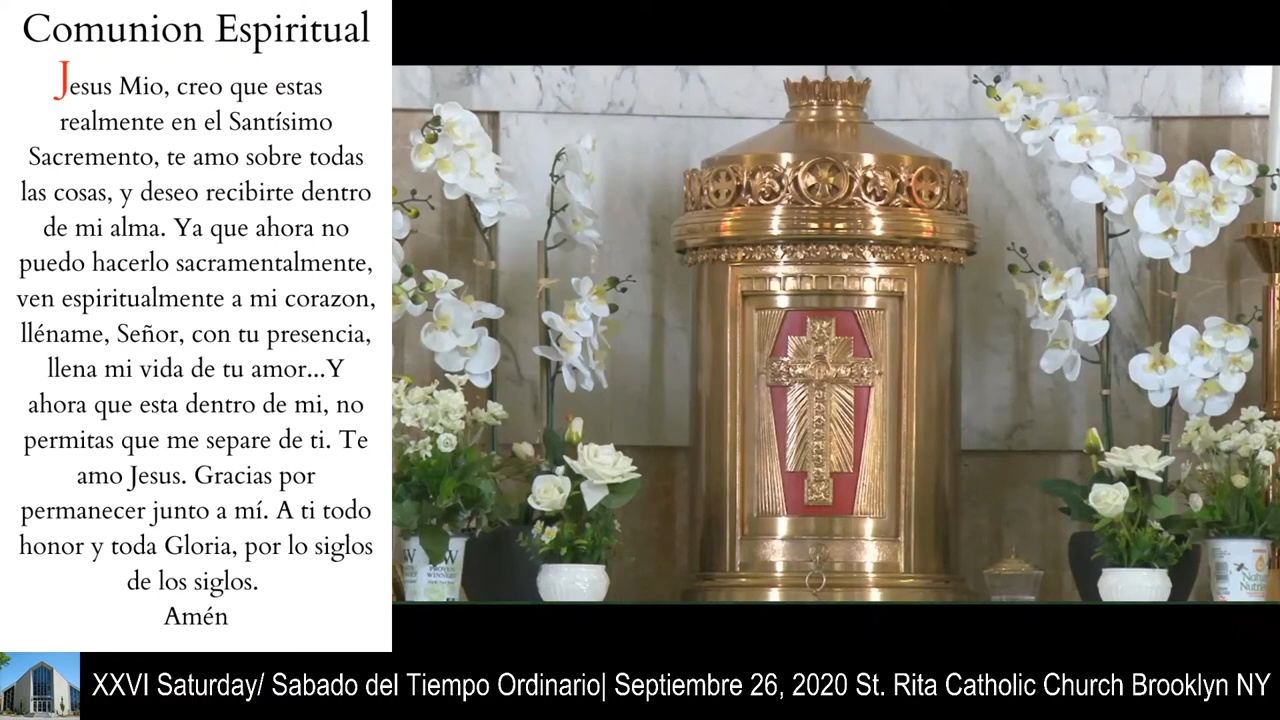 Comunion Espiritual
Jesus Mio, creo que estas
realmente en el Santísimo
Sacremento, te amo sobre todas
las cosas, y deseo recibirte dentro
de mi alma. Ya que ahora no
puedo hacerlo sacramentalmente,
ven espiritualmente a mi corazon,
lléname, Señor, con tu presencia,
llena mi vida de tu amor...Y
ahora que esta dentro de mi, no
permitas que me separe de ti. Te
amo Jesus. Gracias por
permanecer junto a mí. A ti todo
honor y toda Gloria, por lo siglos
de los siglos.
Amén
PROVEN
WINNERS
XXVI Saturday/ Sabado del Tiempo Ordinario| Septiembre 26, 2020 St. Rita Catholic Church Brooklyn NY